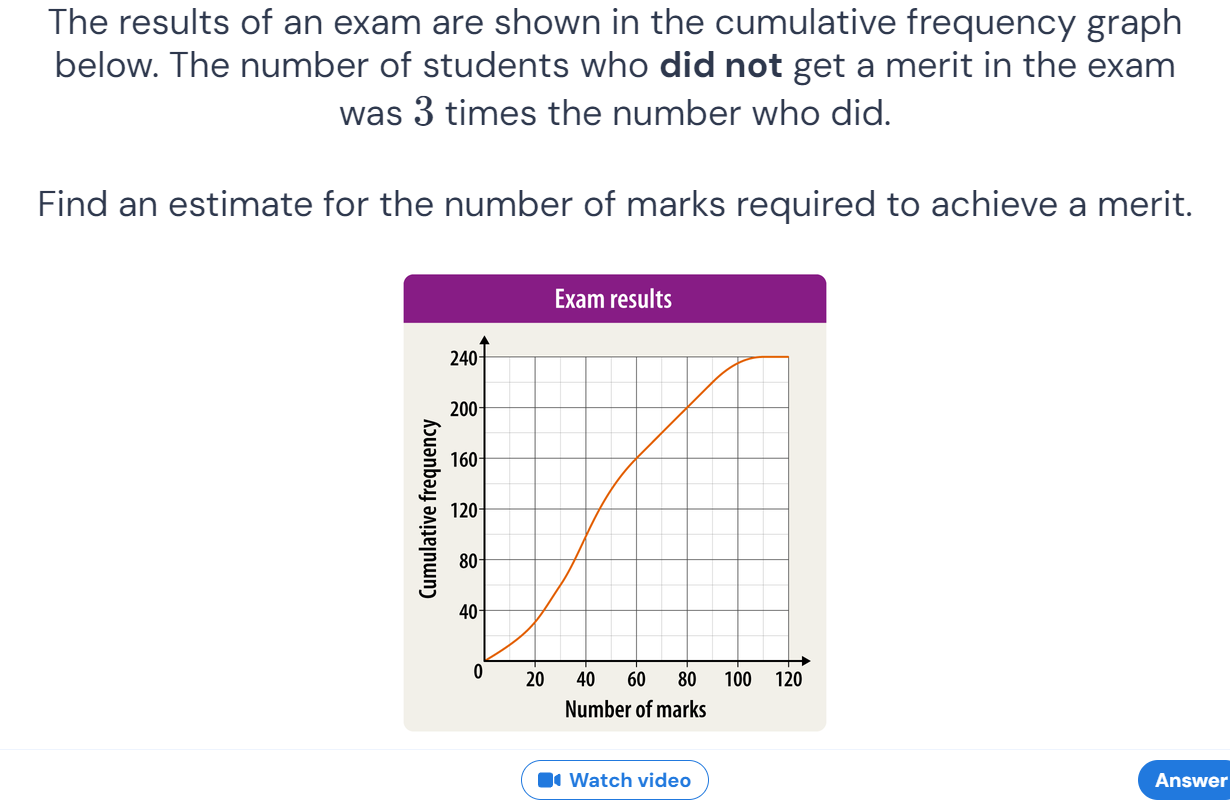 The results of an exam are shown in the cumulative frequency graph
below. The number of students who did not get a merit in the exam
was 3 times the number who did.
Find an estimate for the number of marks required to achieve a merit.
Exam results
Cumulative frequency
240
200
160
120
80
40
0
20 40 60 80 100 120
Number of marks
Watch video
Answer